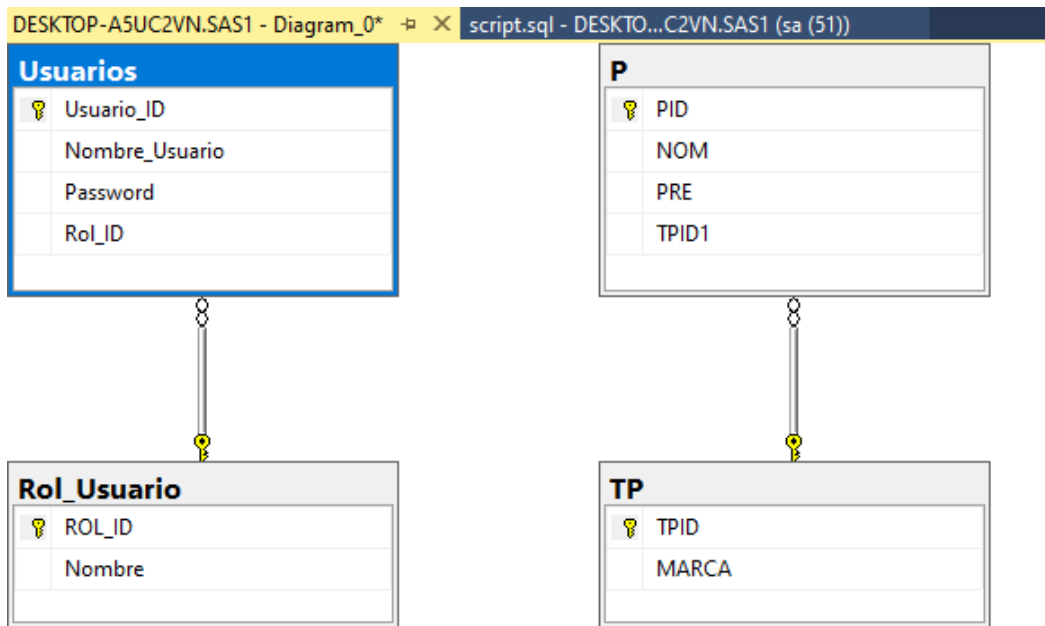 DESKTOP-A5UC2VN.SAS1 - Diagram_0*
script.sql - DESKTO...C2VN.SAS1 (sa (51))
Usuarios
Usuario_ID
Nombre_Usuario
Password
Rol_ID
P
PID
NOM
PRE
TPID1
Rol_Usuario
ROL_ID
Nombre
TP
TPID
MARCA